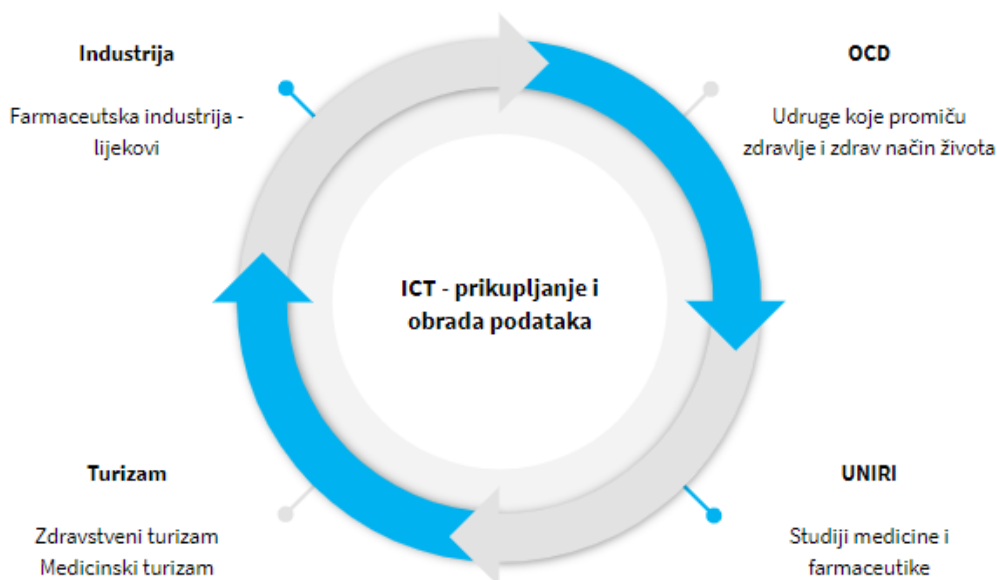 Industrija
Farmaceutska industrija -
lijekovi
OCD
Udruge koje promiču
zdravlje i zdrav način života
ICT - prikupljanje i
obrada podataka
Turizam
Zdravstveni turizam
Medicinski turizam
UNIRI
Studiji medicine i
farmaceutike